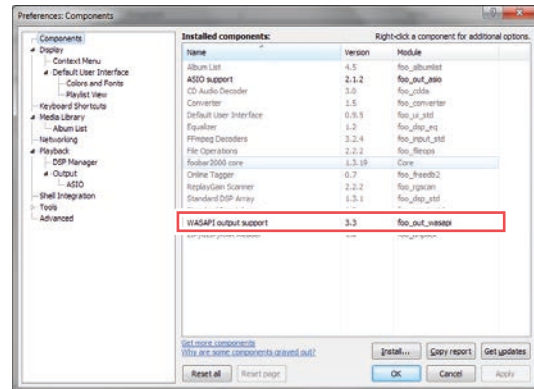 Preferences: Components
Components
Display
Context Menu
Default User Interface
Colors and Fonts
Playlist View
Keyboard Shortcuts
Media Library
Album List
Networking
Playback
DSP Manager
Output
ASIO
Shell Integration
Tools
Advanced
Installed components: Right-click a component for additional options.
Name Version Module
Album List 4.5 foo_albumlist
ASIO support 2.1.2 foo_out_asio
CD Audio Decoder 3.0 foo_cdda
Converter 1.5 foo_converter
Default User Interface 0.9.5 foo_ui_std
Equalizer 1.2 foo_dsp_eq
FFmpeg Decoders 3.2.4 foo_input_std
File Operations 2.2.2 foo_fileops
foobar2000 core 1.3.19 Core
Online Tagger 0.7 foo_freedb2
ReplayGain Scanner 2.2.2 foo_rgscan
Standard DSP Array 1.3.1 foo_dsp_std
WASAPI output support 3.3 foo_out_wasapi
Get more components
Why are some components grayed out?
Install... Copy report Get updates
Reset all Reset page OK Cancel Apply